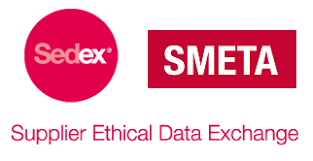 Sedex®
SMETA
Supplier Ethical Data Exchange